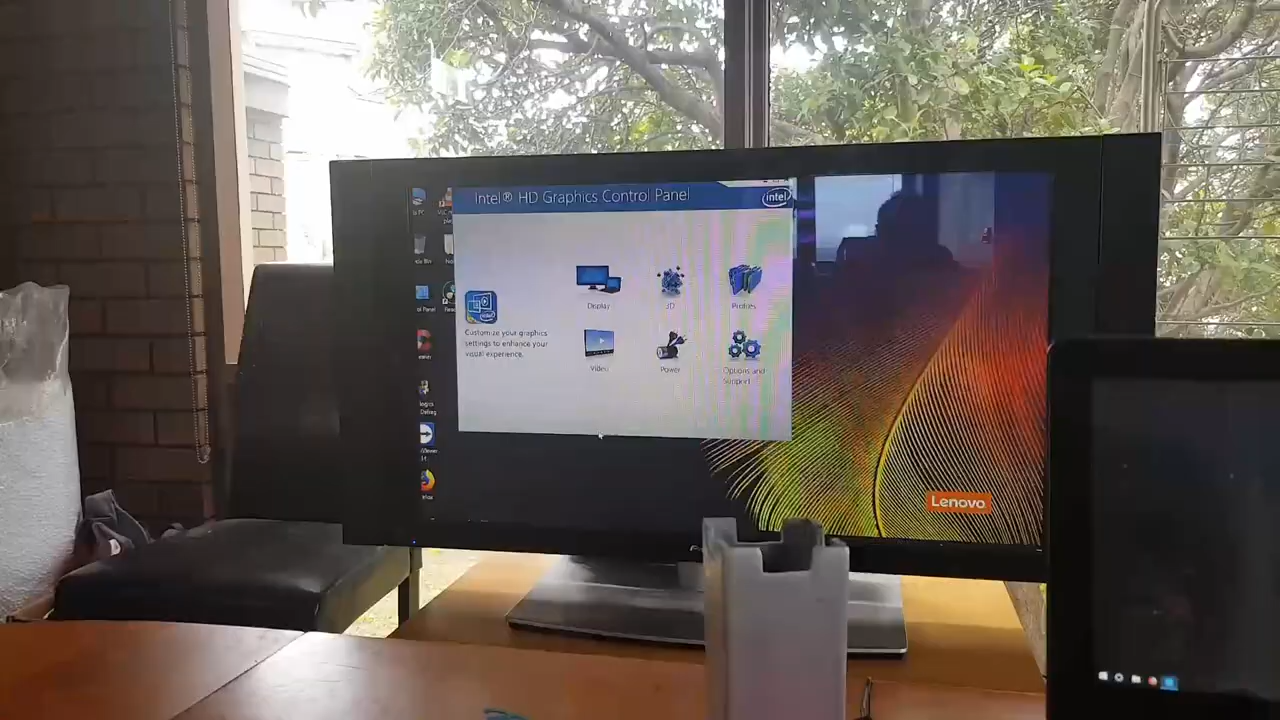 Intel® HD Graphics Control Panel
intel
Display
3D
Profiles
Customize your graphics
settings to enhance your
visual experience.
Video
Power
Options and
Support
Lenovo